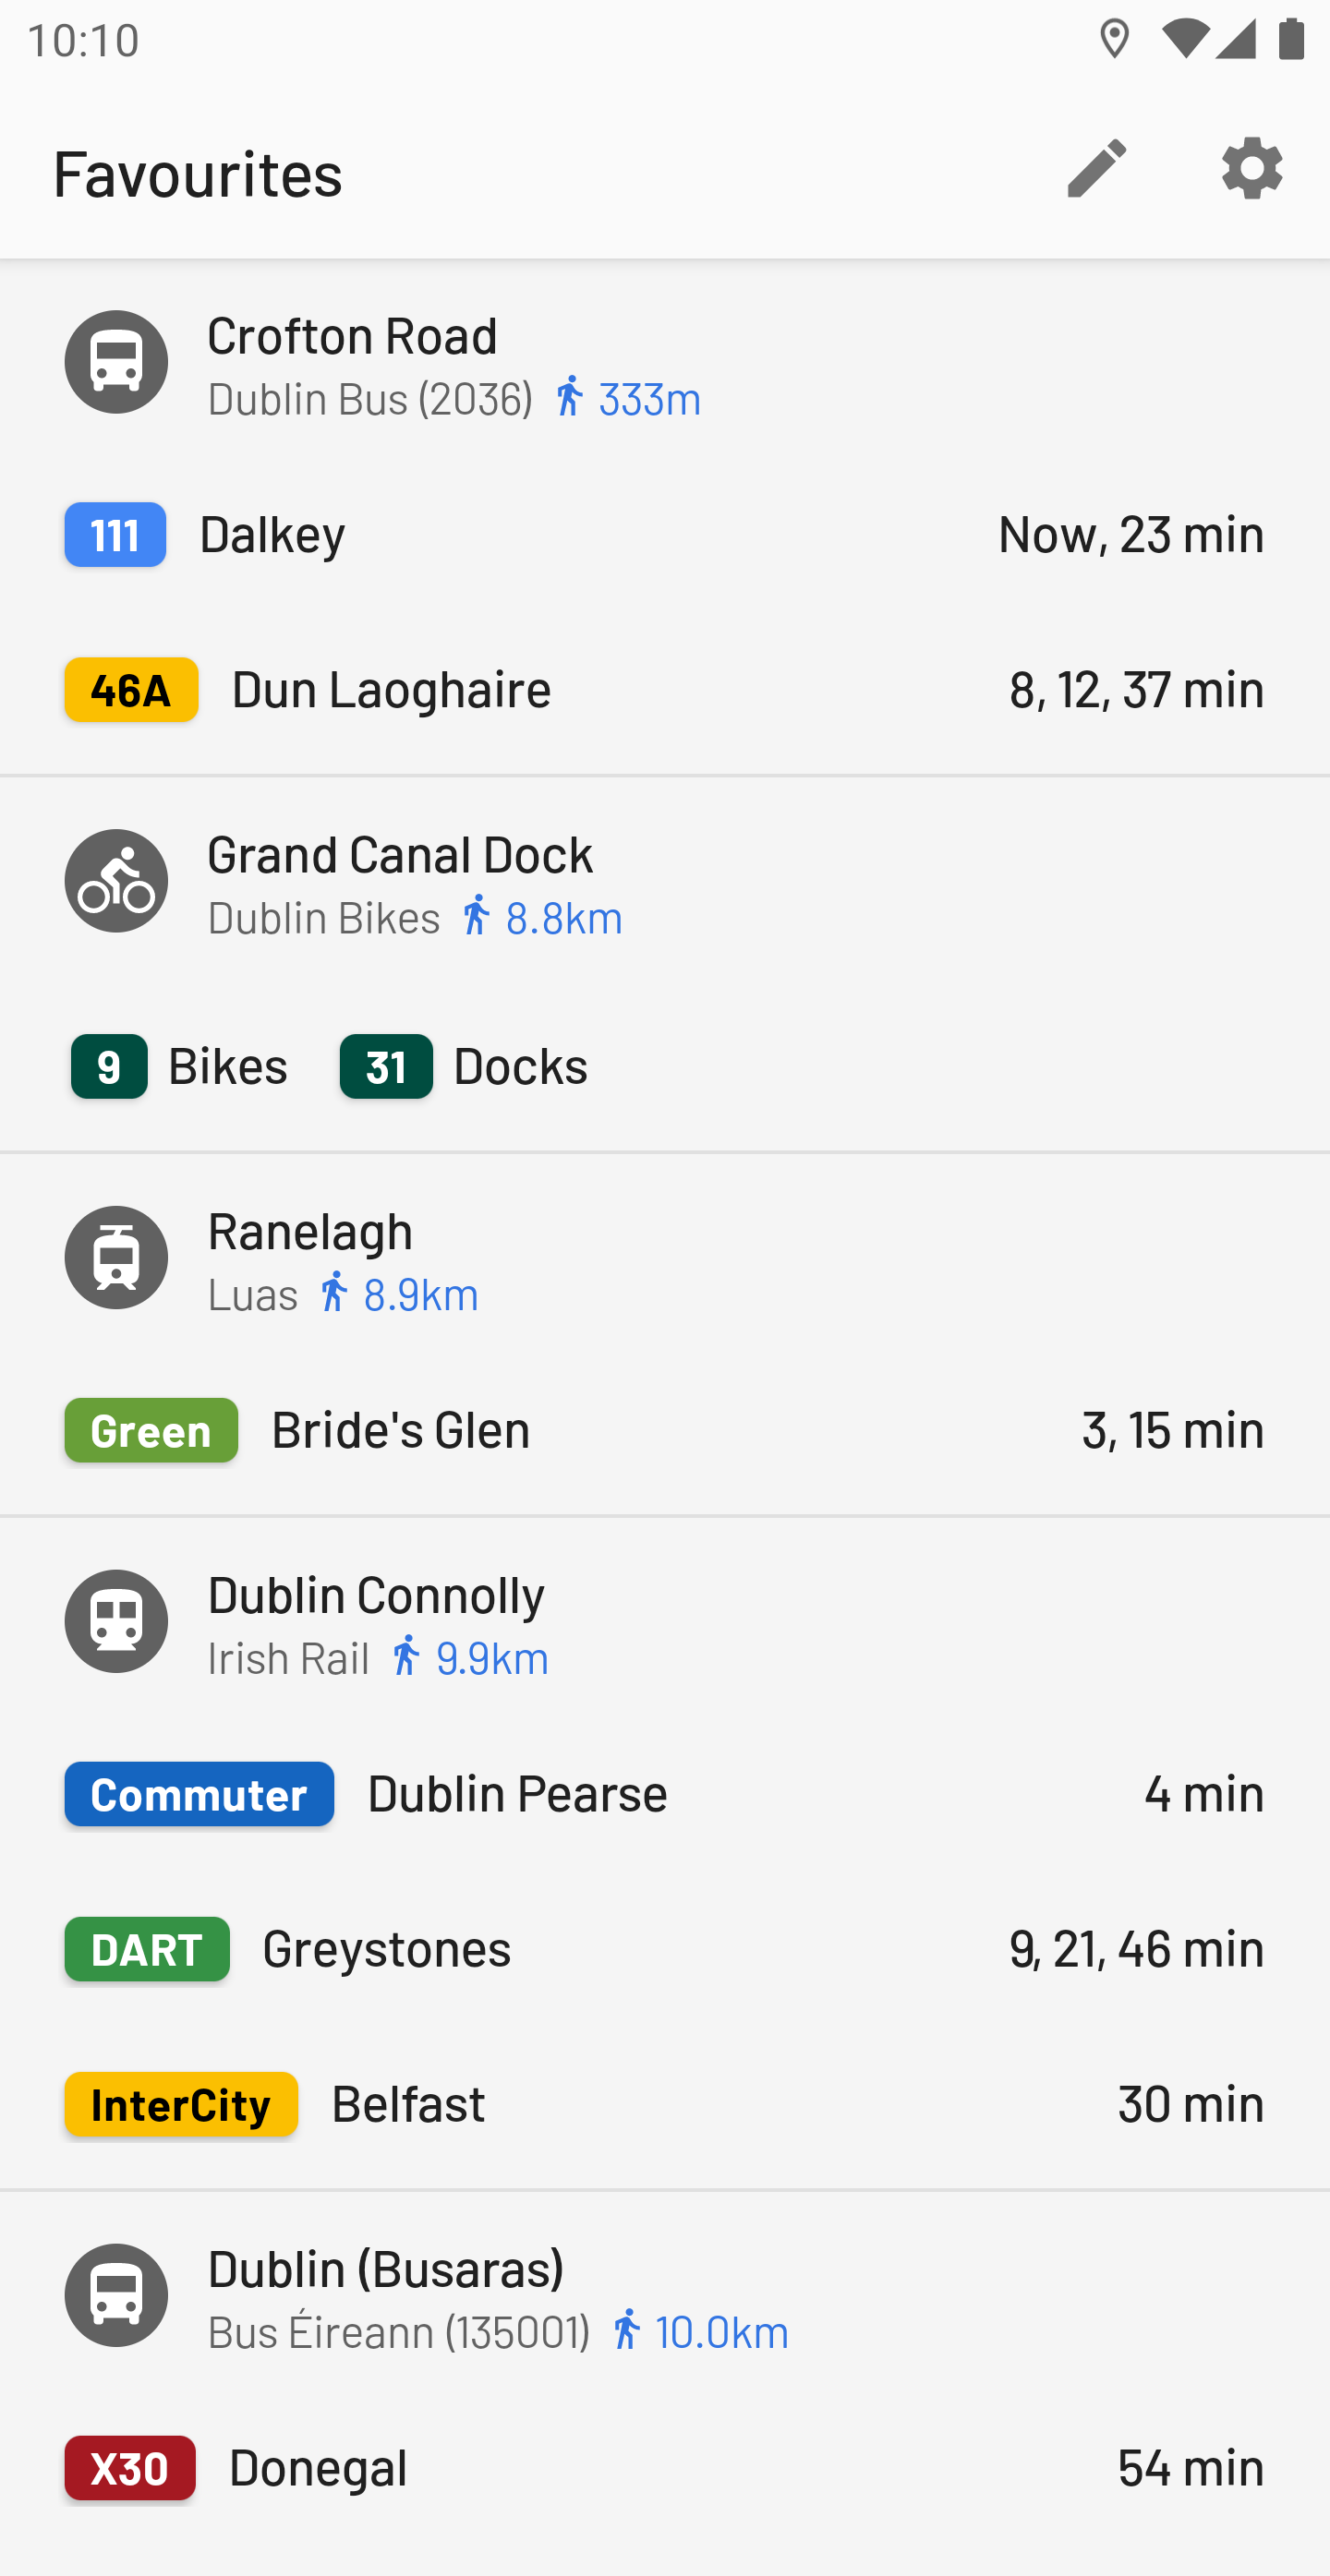 10:10
Favourites
Crofton Road
Dublin Bus (2036) 333m
111 Dalkey Now, 23 min
46A Dun Laoghaire 8, 12, 37 min
Grand Canal Dock
Dublin Bikes 8.8km
9 Bikes 31 Docks
Ranelagh
Luas 8.9km
Green Bride's Glen 3, 15 min
Dublin Connolly
Irish Rail 9.9km
Commuter Dublin Pearse 4 min
DART Greystones 9, 21, 46 min
InterCity Belfast 30 min
Dublin (Busaras)
Bus Éireann (135001) 10.0km
X30 Donegal 54 min